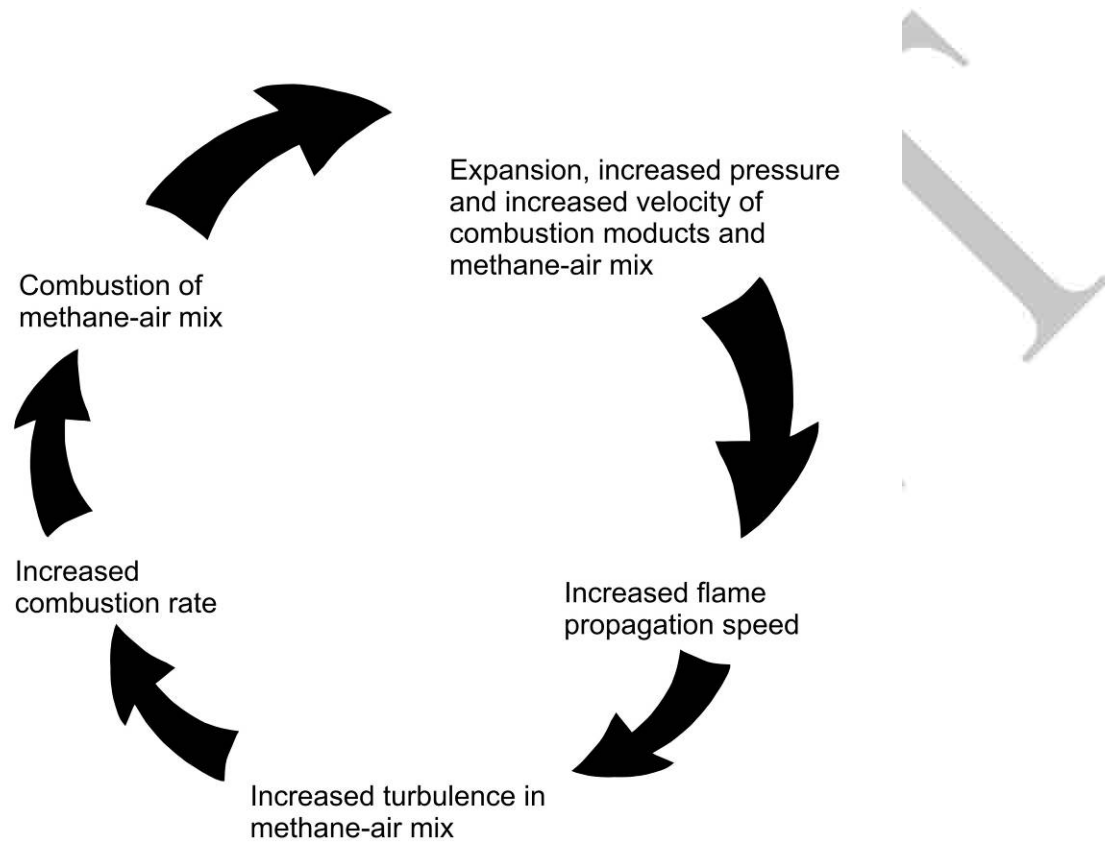 Expansion, increased pressure
and increased velocity of
combustion moducts and
methane-air mix
Increased flame
propagation speed
Increased turbulence in
methane-air mix
Increased
combustion rate
Combustion of
methane-air mix